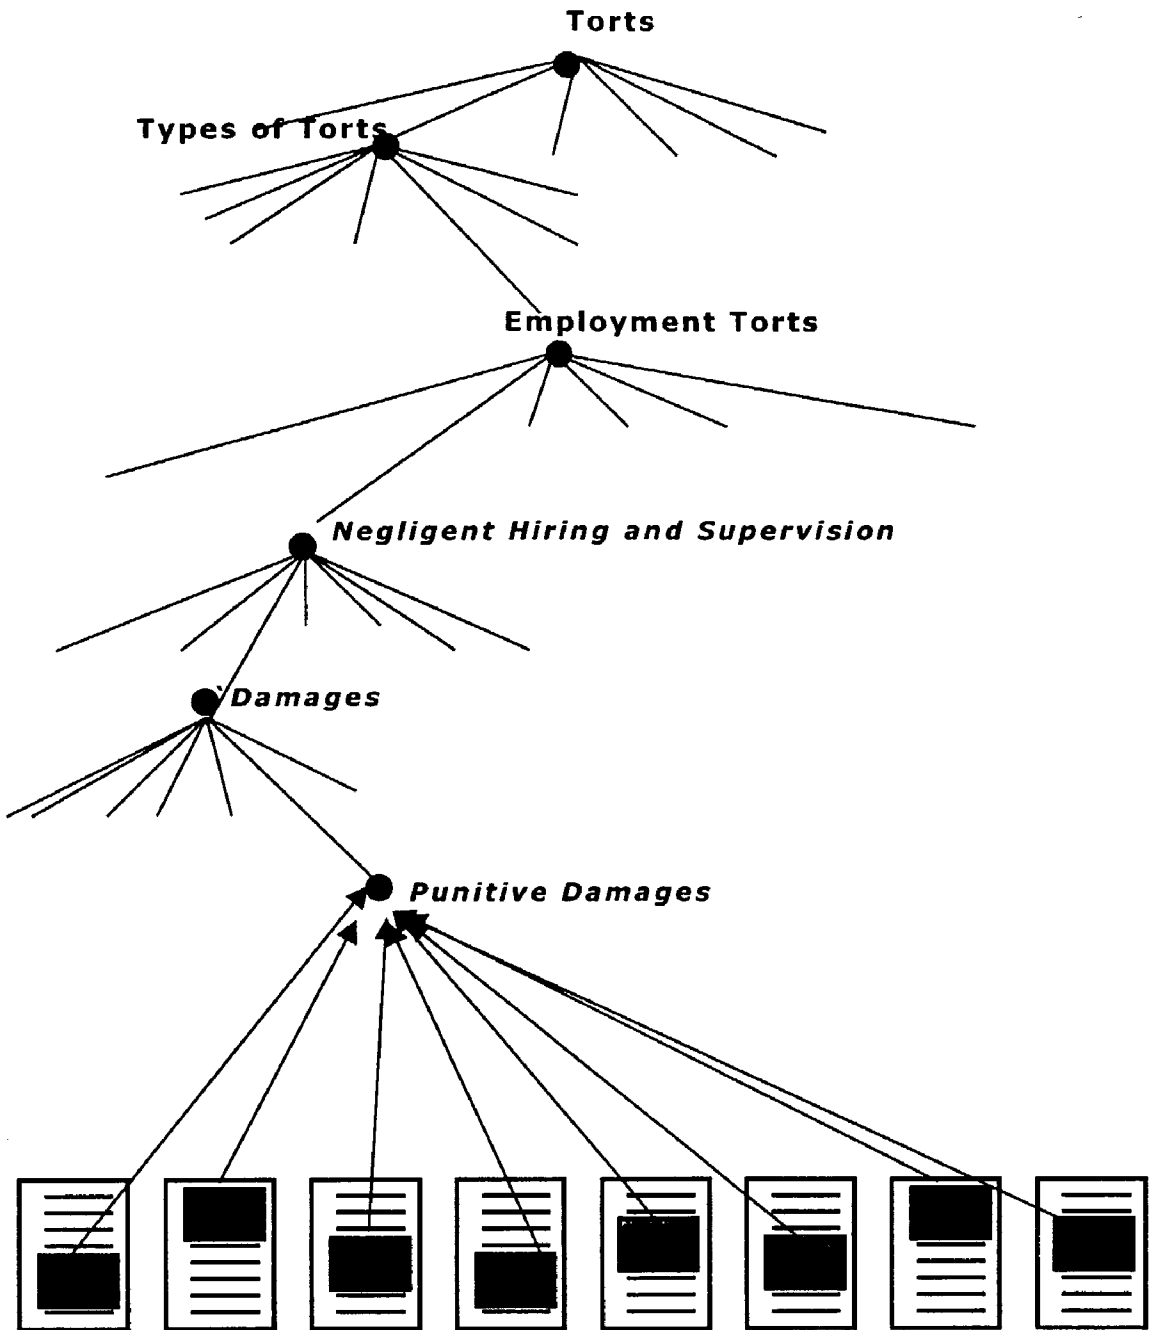 Torts
Types of Torts
Employment Torts
Negligent Hiring and Supervision
Damages
Punitive Damages